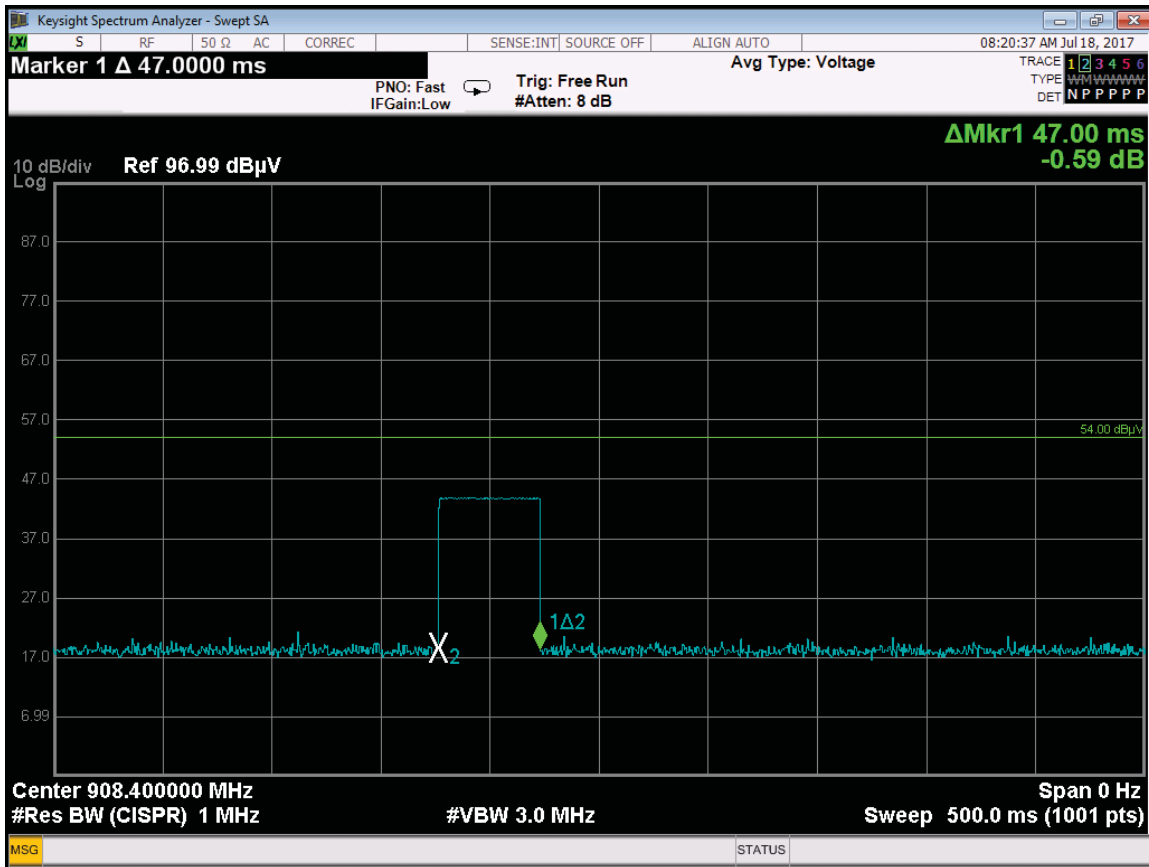 Keysight Spectrum Analyzer - Swept SA
LXI S RF 50 Ω AC CORREC SENSE:INT SOURCE OFF ALIGN AUTO 08:20:37 AM Jul 18, 2017
Marker 1 Δ 47.0000 ms Avg Type: Voltage TRACE 1 2 3 4 5 6
PNO: Fast Trig: Free Run TYPE WMWWWW
IFGain:Low #Atten: 8 dB DET N P P P P P
ΔMkr1 47.00 ms
10 dB/div Ref 96.99 dBµV -0.59 dB
Log
87.0
77.0
67.0
57.0
54.00 dBµV
47.0
37.0
27.0
1Δ2
17.0
2
6.99
Center 908.400000 MHz Span 0 Hz
#Res BW (CISPR) 1 MHz #VBW 3.0 MHz Sweep 500.0 ms (1001 pts)
MSG STATUS